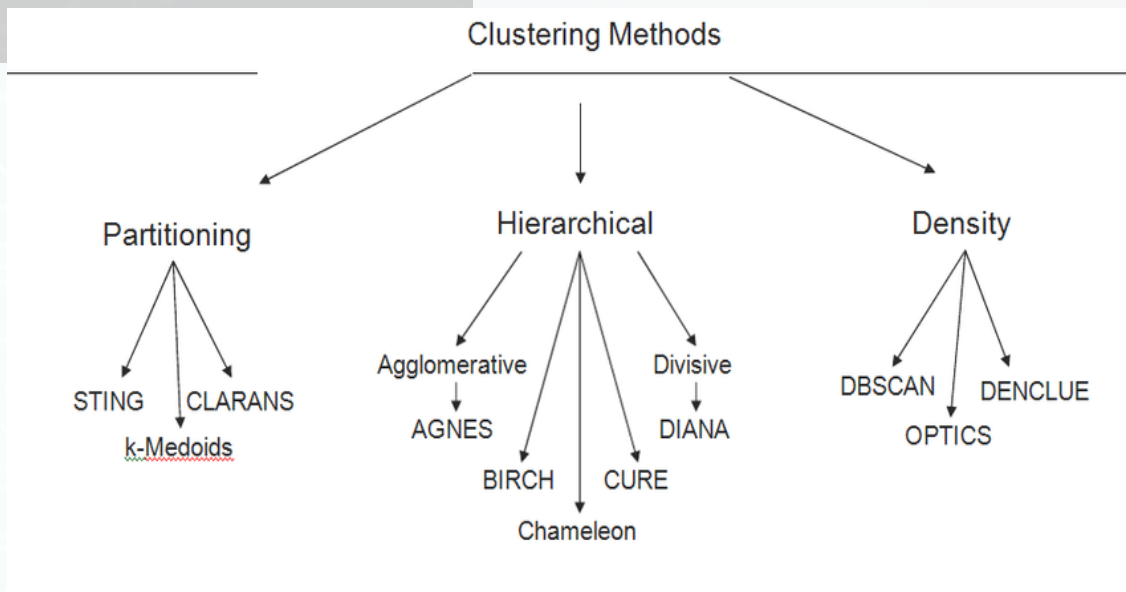 Clustering Methods
Partitioning
Hierarchical
Density
STING
CLARANS
k-Medoids
Agglomerative
Divisive
AGNES
DIANA
BIRCH
CURE
Chameleon
DBSCAN
DENCLUE
OPTICS